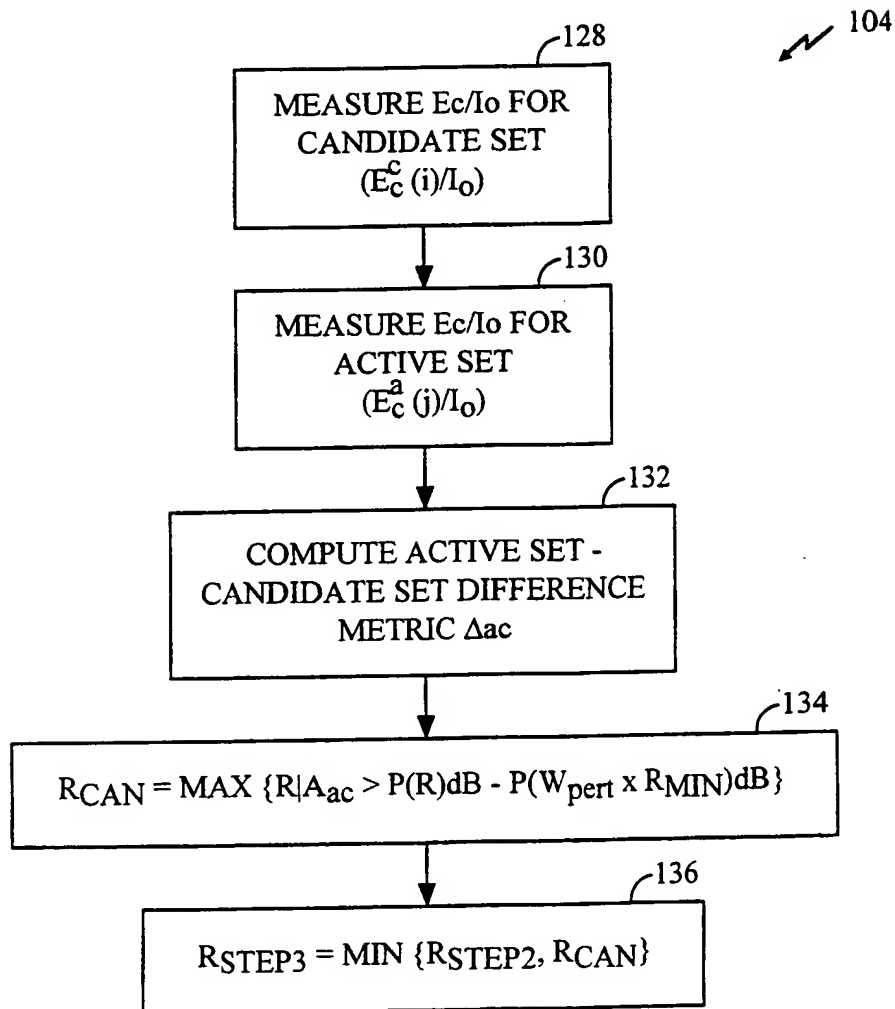 104
128
MEASURE Ec/Io FOR
CANDIDATE SET
(E_c^c (i)/I_o)
130
MEASURE Ec/Io FOR
ACTIVE SET
(E_c^a (j)/I_o)
132
COMPUTE ACTIVE SET -
CANDIDATE SET DIFFERENCE
METRIC Δac
134
R_CAN = MAX {R|A_ac > P(R)dB - P(W_pert x R_MIN)dB}
136
R_STEP3 = MIN {R_STEP2, R_CAN}